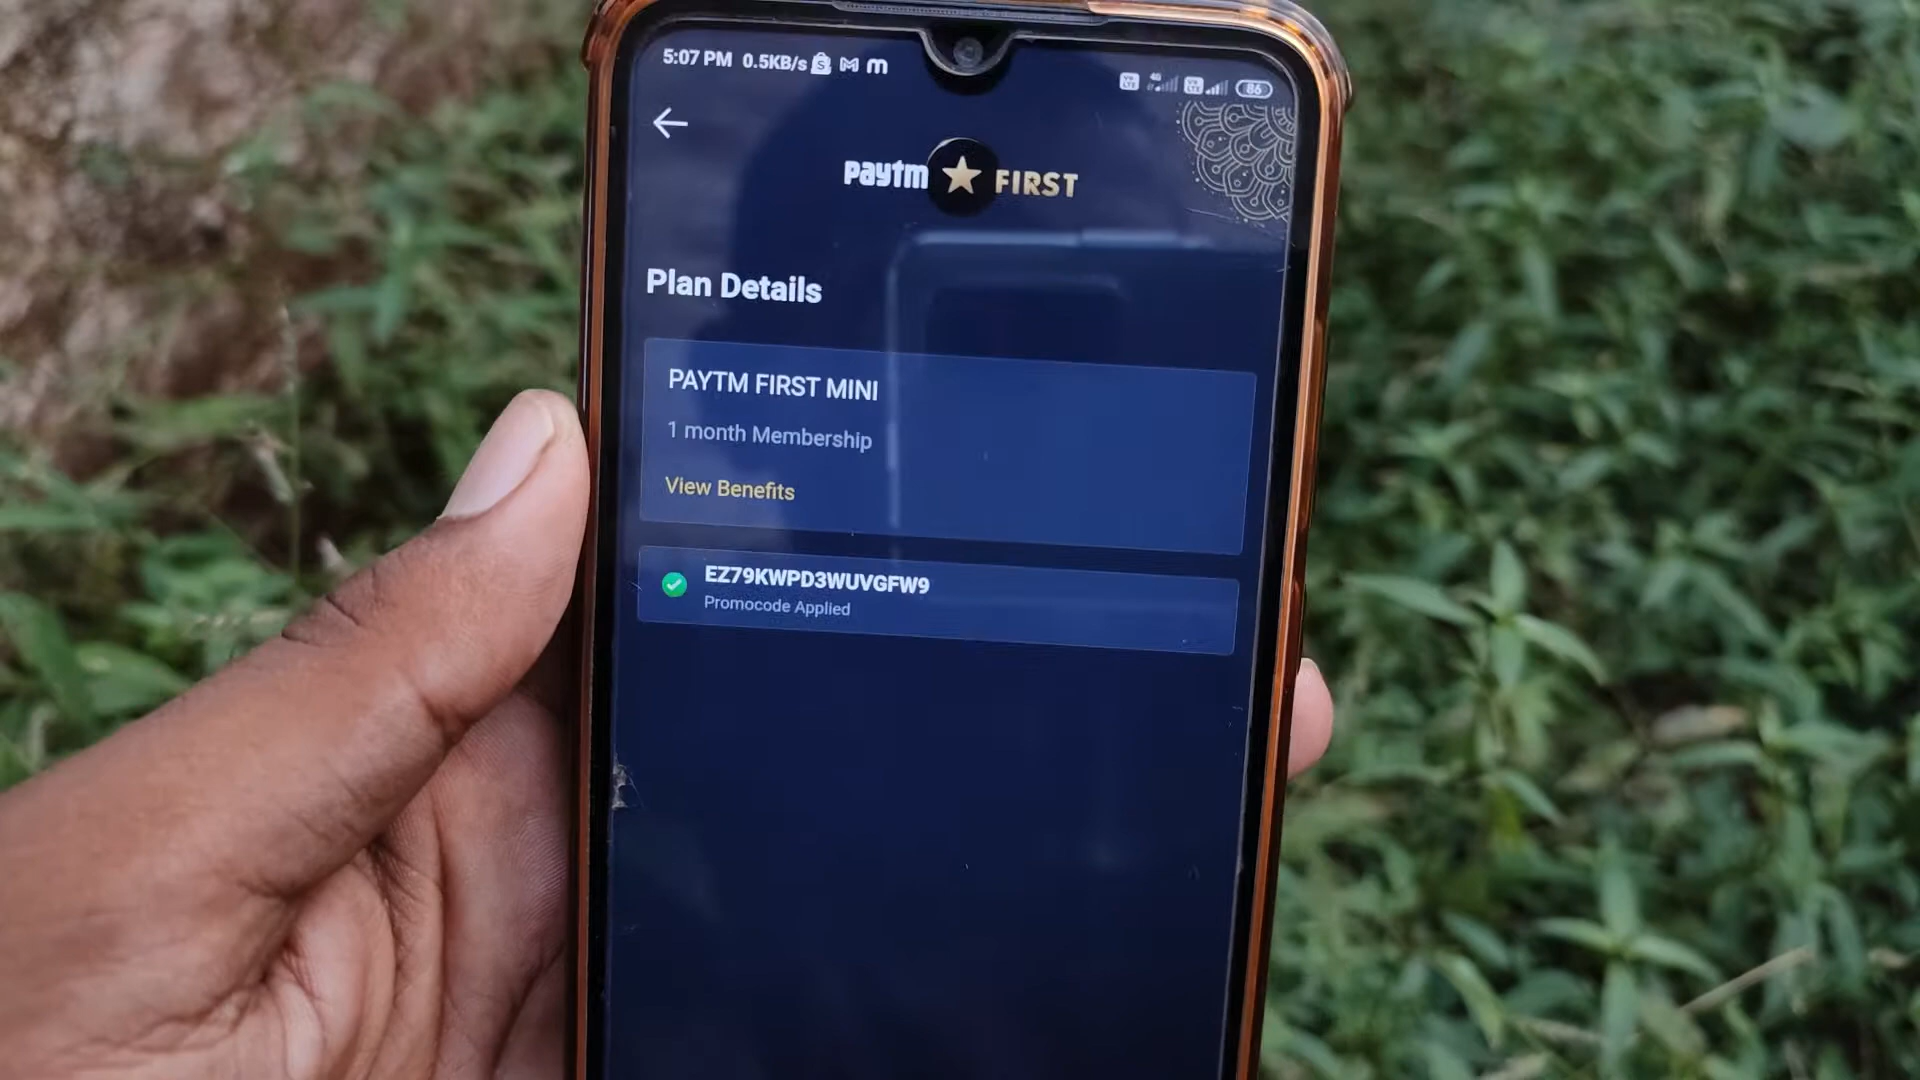 5:07 PM 0.5KB/s
86
paytm FIRST
Plan Details
PAYTM FIRST MINI
1 month Membership
View Benefits
EZ79KWPD3WUVGFW9
Promocode Applied